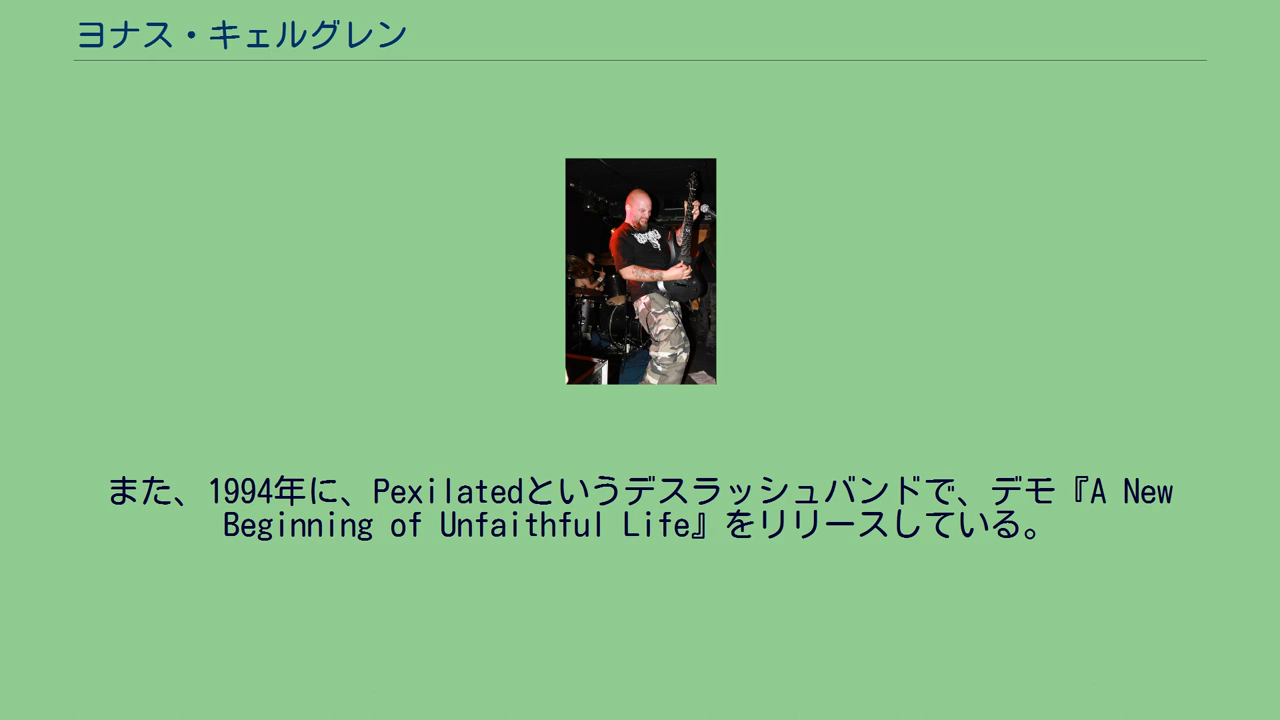 ヨナス・キェルグレン
また、1994年に、Pexilatedというデスラッシュバンドで、デモ『A New
Beginning of Unfaithful Life』をリリースしている。